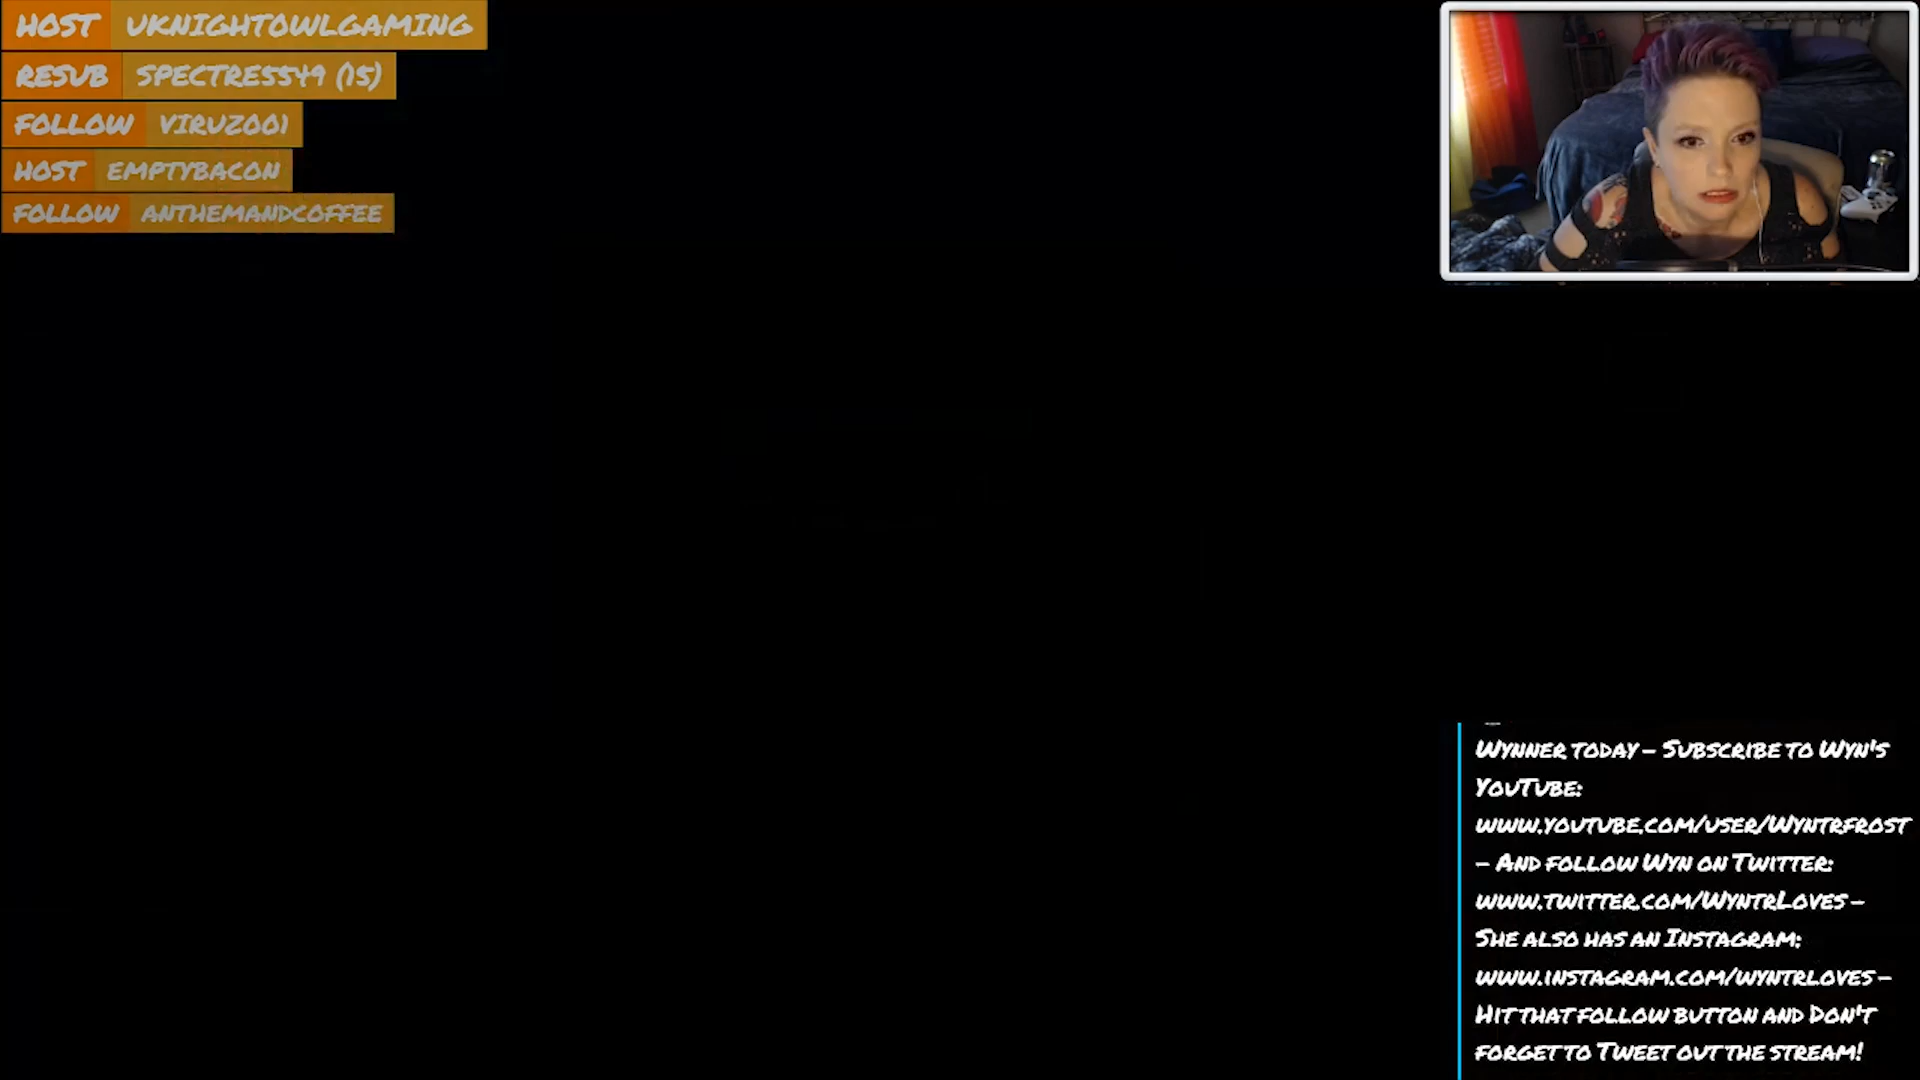 HOST UKNIGHTOWLGAMING
RESUB SPECTRE5549 (15)
FOLLOW VIRUZ001
HOST EMPTYBACON
FOLLOW ANTHEMANDCOFFEE
WYNNER TODAY - SUBSCRIBE TO WYN'S
YOUTUBE:
WWW.YOUTUBE.COM/USER/WYNTRFROST
- AND FOLLOW WYN ON TWITTER:
WWW.TWITTER.COM/WYNTRLOVES -
SHE ALSO HAS AN INSTAGRAM:
WWW.INSTAGRAM.COM/WYNTRLOVES -
HIT THAT FOLLOW BUTTON AND DON'T
FORGET TO TWEET OUT THE STREAM!